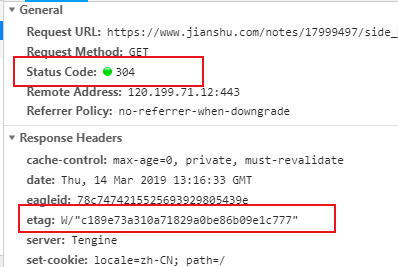 General
Request URL: https://www.jianshu.com/notes/17999497/side_
Request Method: GET
Status Code: 304
Remote Address: 120.199.71.12:443
Referrer Policy: no-referrer-when-downgrade
Response Headers
cache-control: max-age=0, private, must-revalidate
date: Thu, 14 Mar 2019 13:16:33 GMT
eagleid: 78c7474215525693929805439e
etag: W/"c189e73a310a71829a0be86b09e1c777"
server: Tengine
set-cookie: locale=zh-CN; path=/